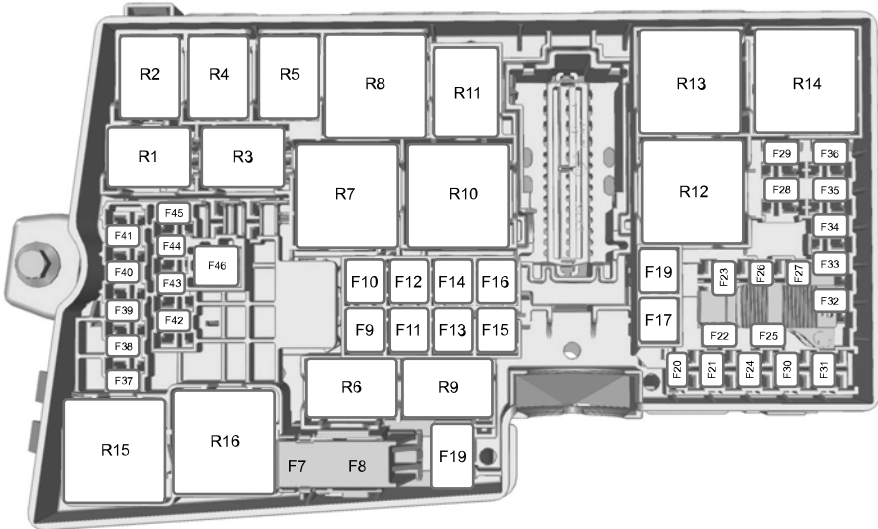 R2 R4 R5 R8 R11 R13 R14
R1 R3 R7 R10 R12 F29 F36
F28 F35
F45
F41 F44 F34
F46 F33
F40 F43 F10 F12 F14 F16 F19 F23 F26 F27
F39 F42 F9 F11 F13 F15 F17 F32
F38 F22 F25
F37 R6 R9 F20 F21 F24 F30 F31
R15 R16 F7 F8 F19